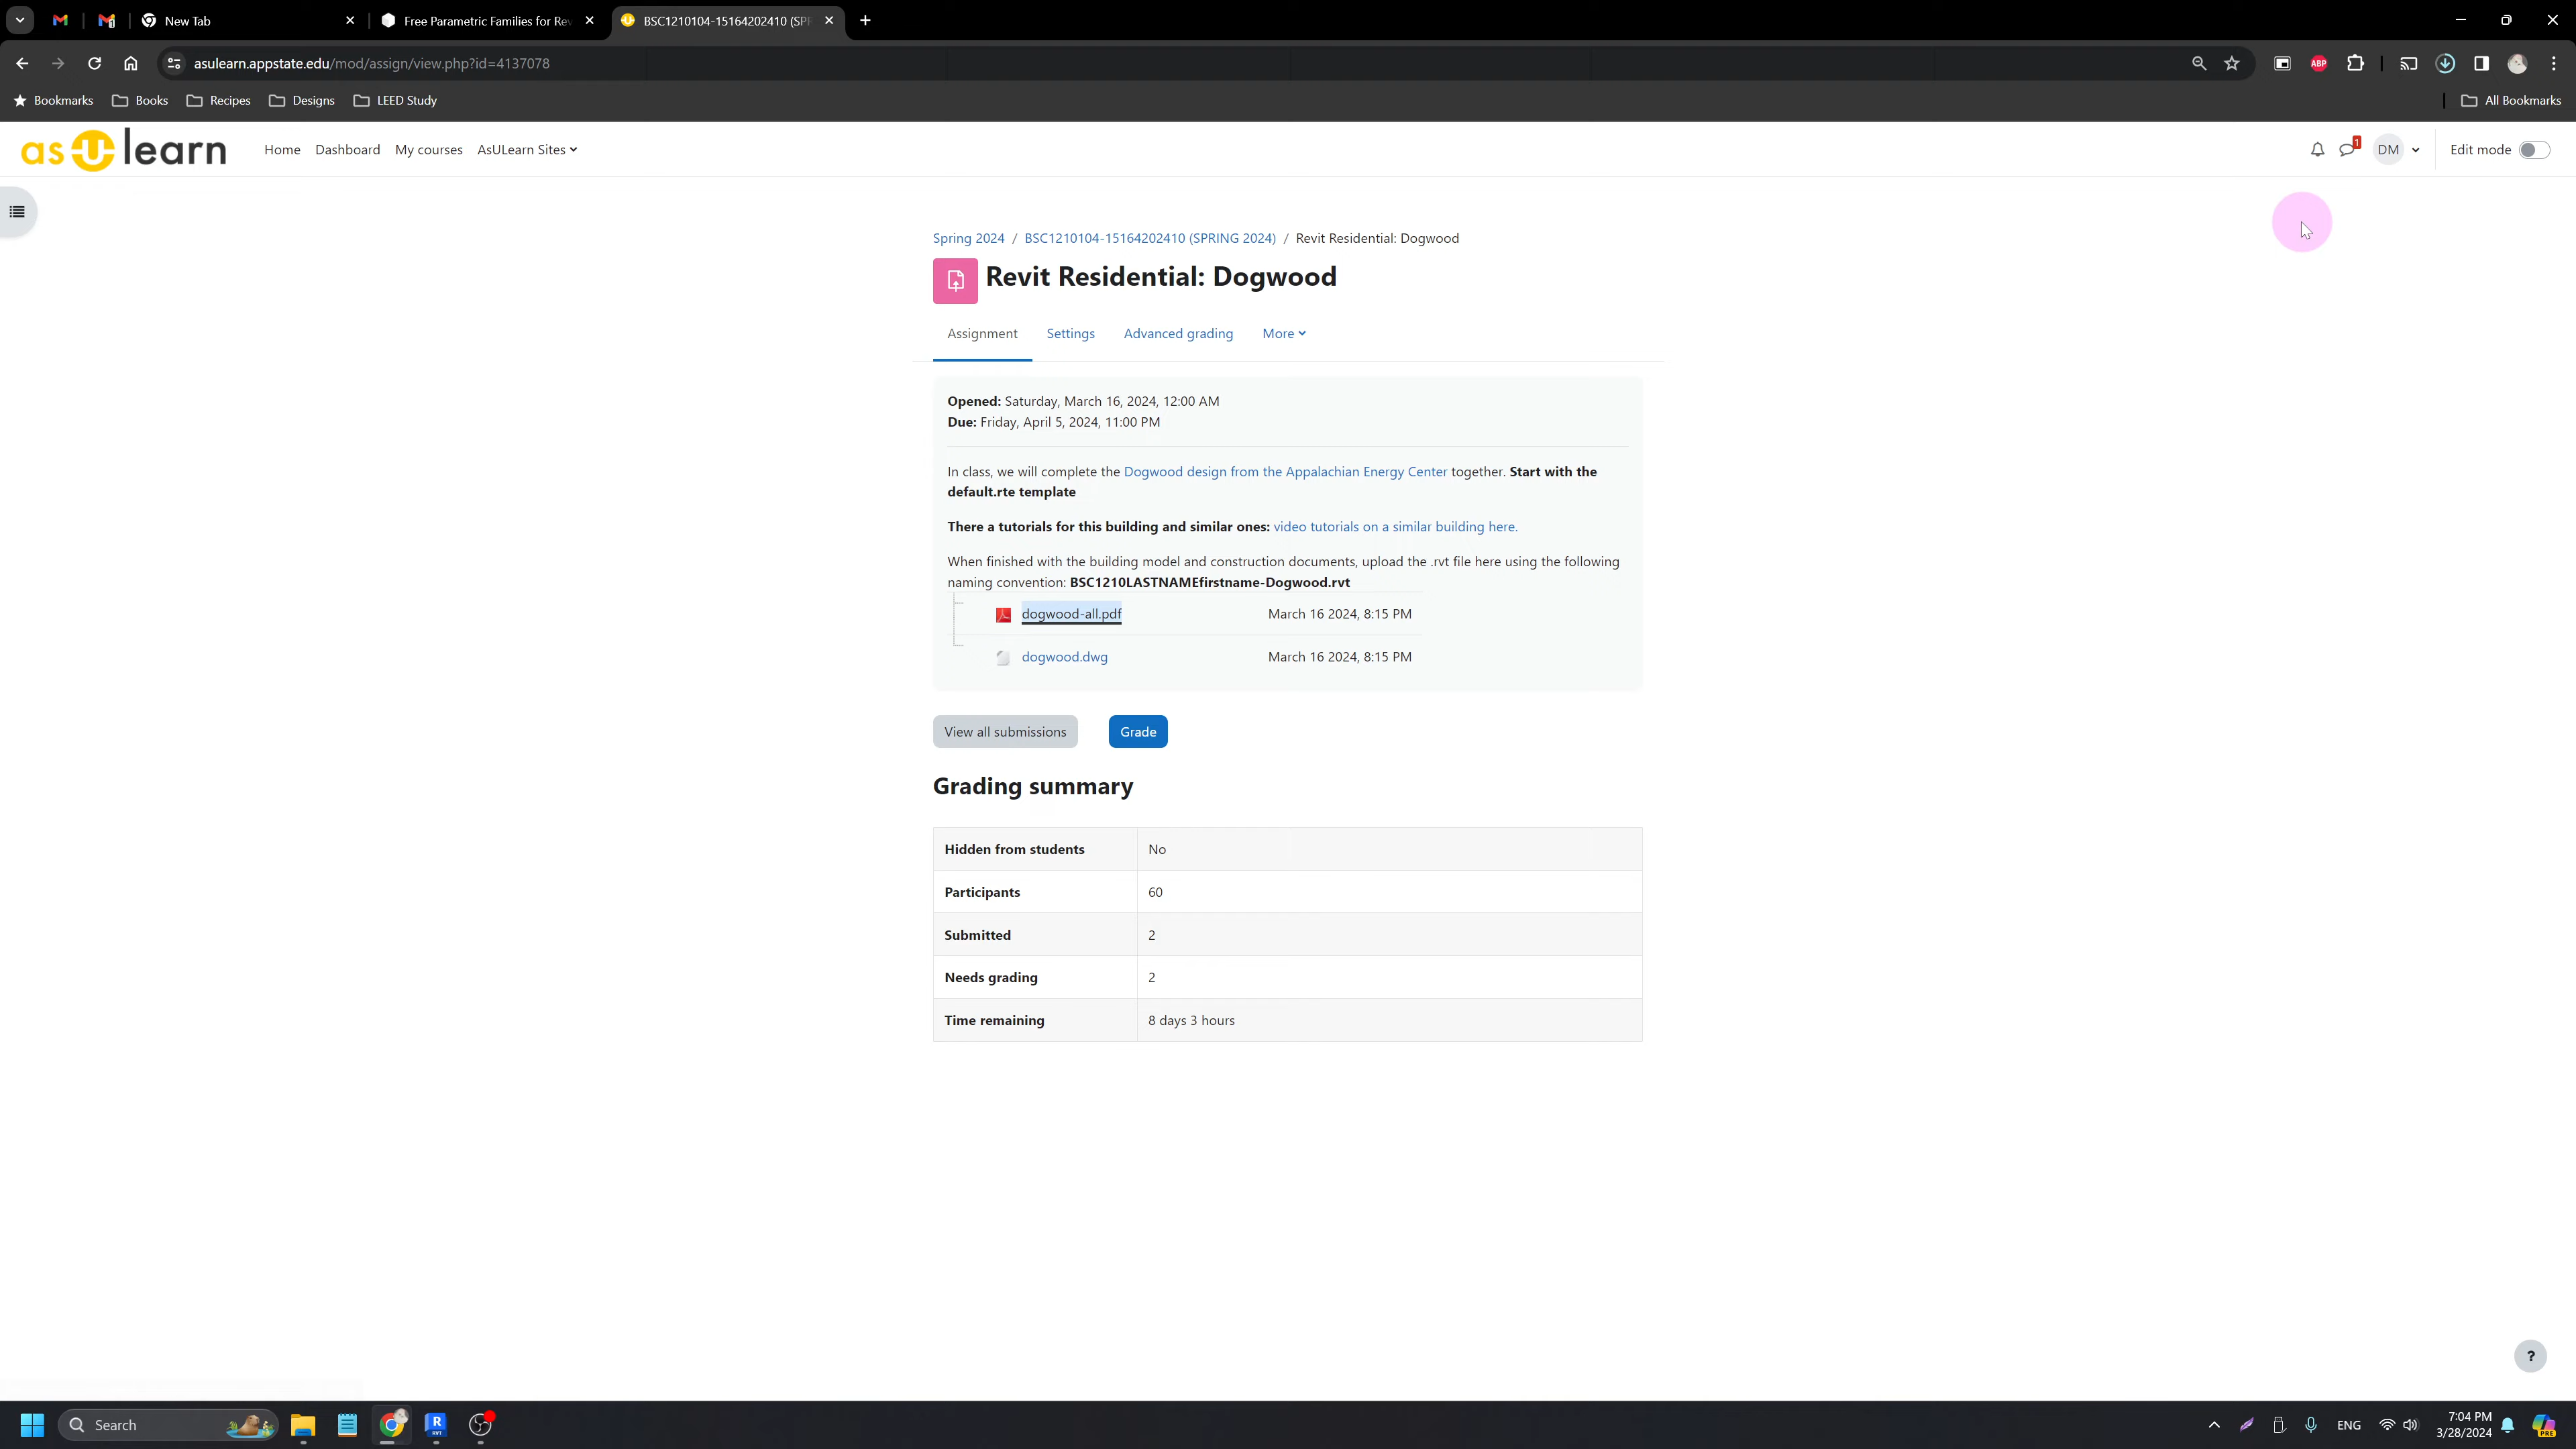 New Tab
Free Parametric Families for Rev
BSC1210104-15164202410 (SPR
asulearn.appstate.edu/mod/assign/view.php?id=4137078
ABP
Bookmarks
Books
Recipes
Designs
LEED Study
All Bookmarks
asulearn
Home
Dashboard
My courses
AsULearn Sites
1
DM
Edit mode
Spring 2024 / BSC1210104-15164202410 (SPRING 2024) / Revit Residential: Dogwood
Revit Residential: Dogwood
Assignment
Settings
Advanced grading
More
Opened: Saturday, March 16, 2024, 12:00 AM
Due: Friday, April 5, 2024, 11:00 PM
In class, we will complete the Dogwood design from the Appalachian Energy Center together. Start with the
default.rte template
There a tutorials for this building and similar ones: video tutorials on a similar building here.
When finished with the building model and construction documents, upload the .rvt file here using the following
naming convention: BSC1210LASTNAMEfirstname-Dogwood.rvt
dogwood-all.pdf March 16 2024, 8:15 PM
dogwood.dwg March 16 2024, 8:15 PM
View all submissions
Grade
Grading summary
Hidden from students No
Participants 60
Submitted 2
Needs grading 2
Time remaining 8 days 3 hours
?
Search
R
RVT
ENG
7:04 PM
3/28/2024
PRE